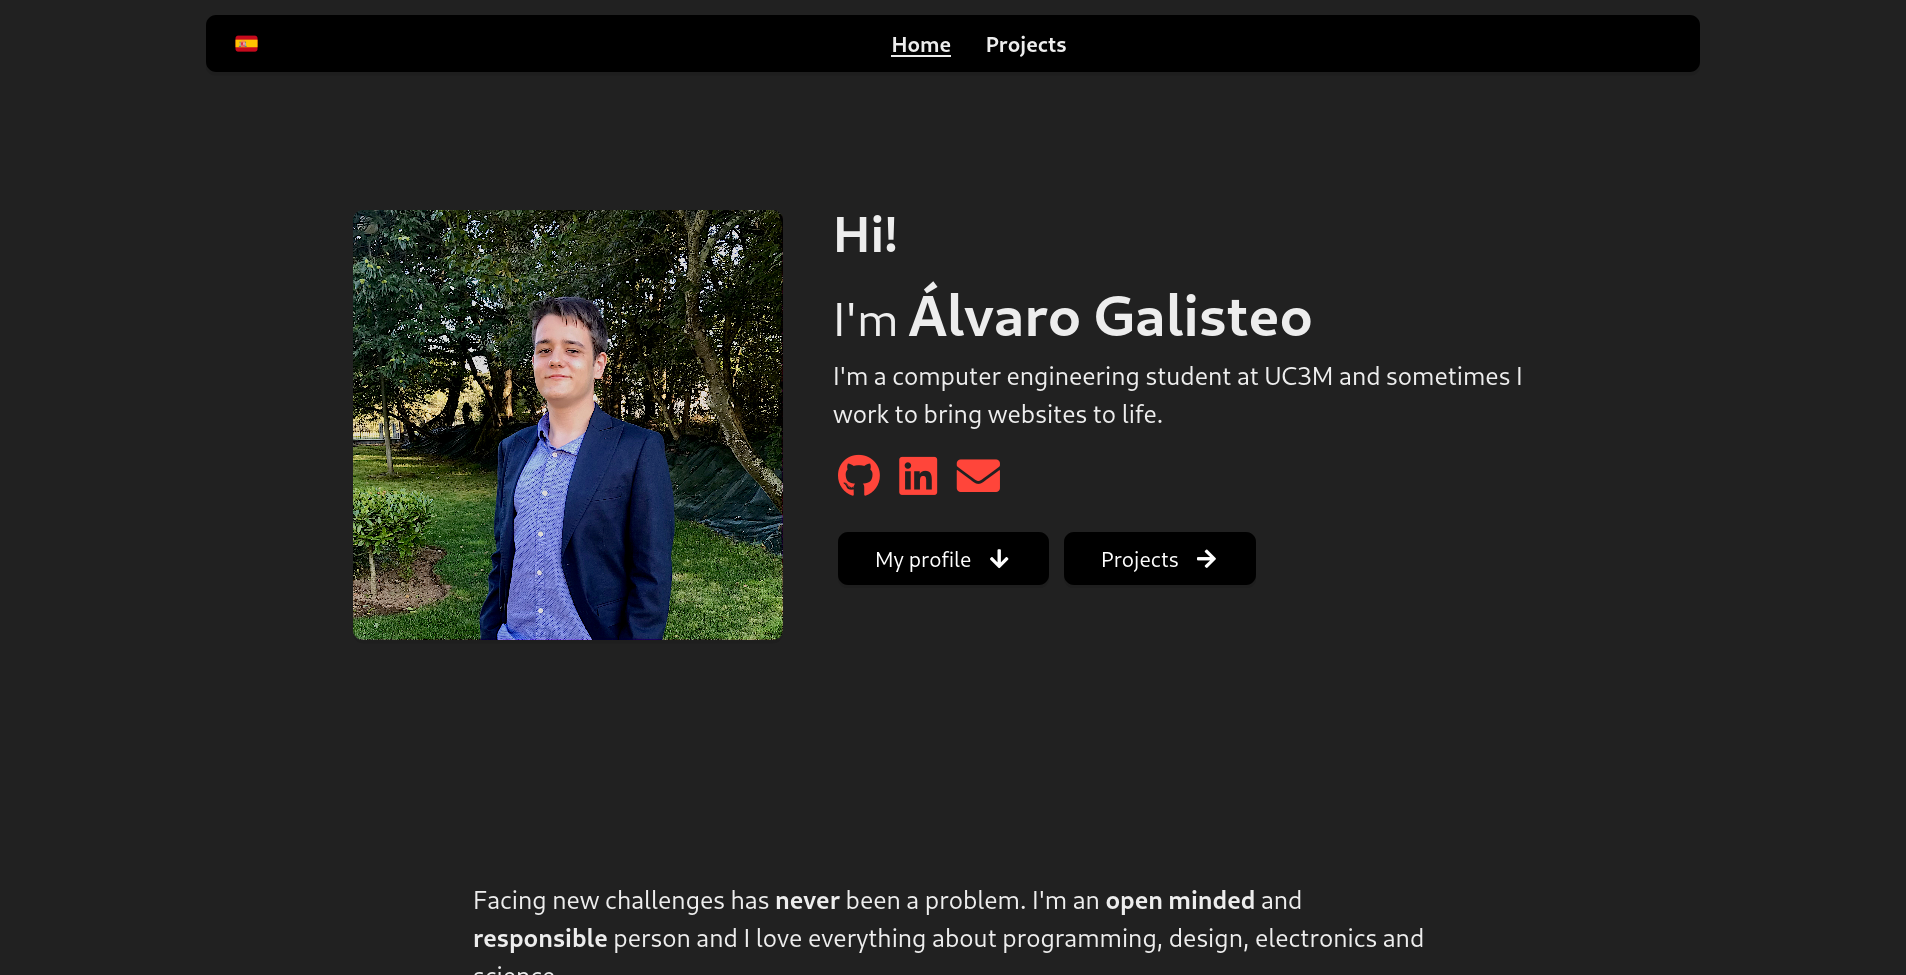 Home Projects
Hi!
I'm Álvaro Galisteo
I'm a computer engineering student at UC3M and sometimes I
work to bring websites to life.
My profile Projects
Facing new challenges has never been a problem. I'm an open minded and
responsible person and I love everything about programming, design, electronics and
science